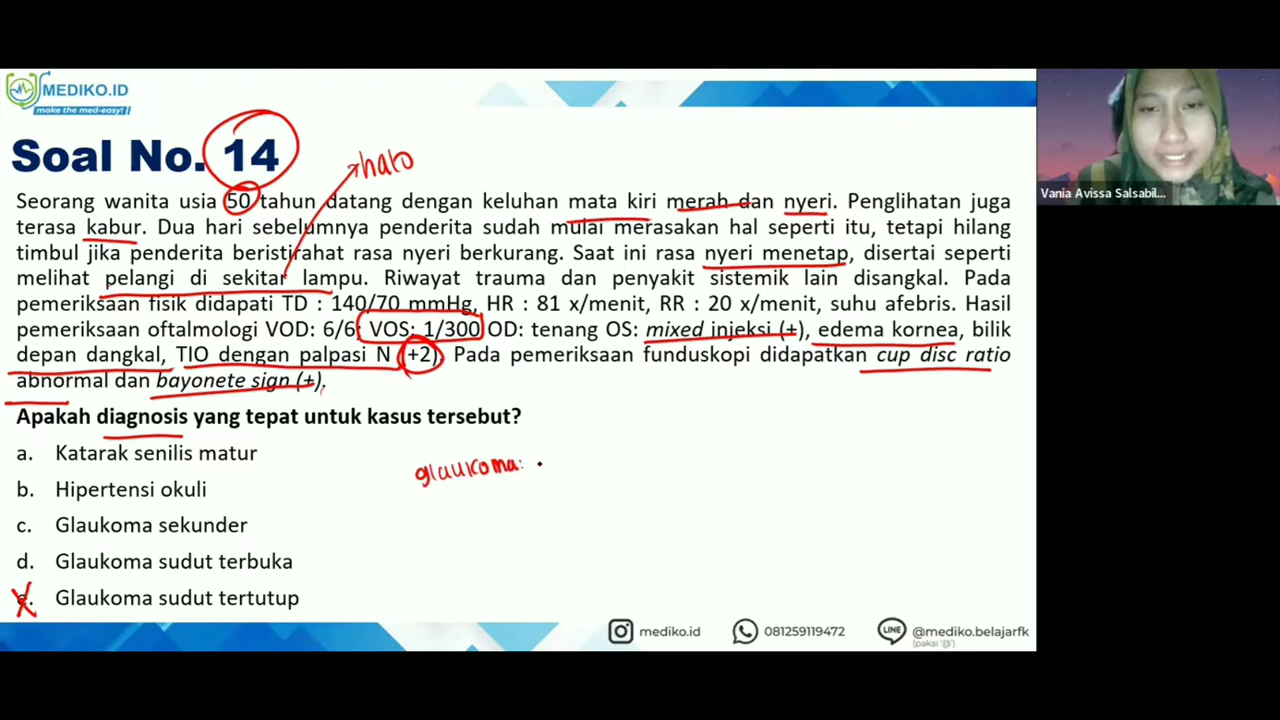 MEDIKO.ID
make the med-easy!
Soal No. 14
halo
Vania Avissa Salsabil...
Seorang wanita usia 50 tahun datang dengan keluhan mata kiri merah dan nyeri. Penglihatan juga
terasa kabur. Dua hari sebelumnya penderita sudah mulai merasakan hal seperti itu, tetapi hilang
timbul jika penderita beristirahat rasa nyeri berkurang. Saat ini rasa nyeri menetap, disertai seperti
melihat pelangi di sekitar lampu. Riwayat trauma dan penyakit sistemik lain disangkal. Pada
pemeriksaan fisik didapati TD : 140/70 mmHg, HR : 81 x/menit, RR : 20 x/menit, suhu afebris. Hasil
pemeriksaan oftalmologi VOD: 6/6; VOS: 1/300 OD: tenang OS: mixed injeksi (+), edema kornea, bilik
depan dangkal, TIO dengan palpasi N (+2). Pada pemeriksaan funduskopi didapatkan cup disc ratio
abnormal dan bayonete sign (+).
Apakah diagnosis yang tepat untuk kasus tersebut?
a. Katarak senilis matur
glaukoma:
b. Hipertensi okuli
c. Glaukoma sekunder
d. Glaukoma sudut terbuka
e. Glaukoma sudut tertutup
mediko.id
081259119472
@mediko.belajarfk
(pakai '@')